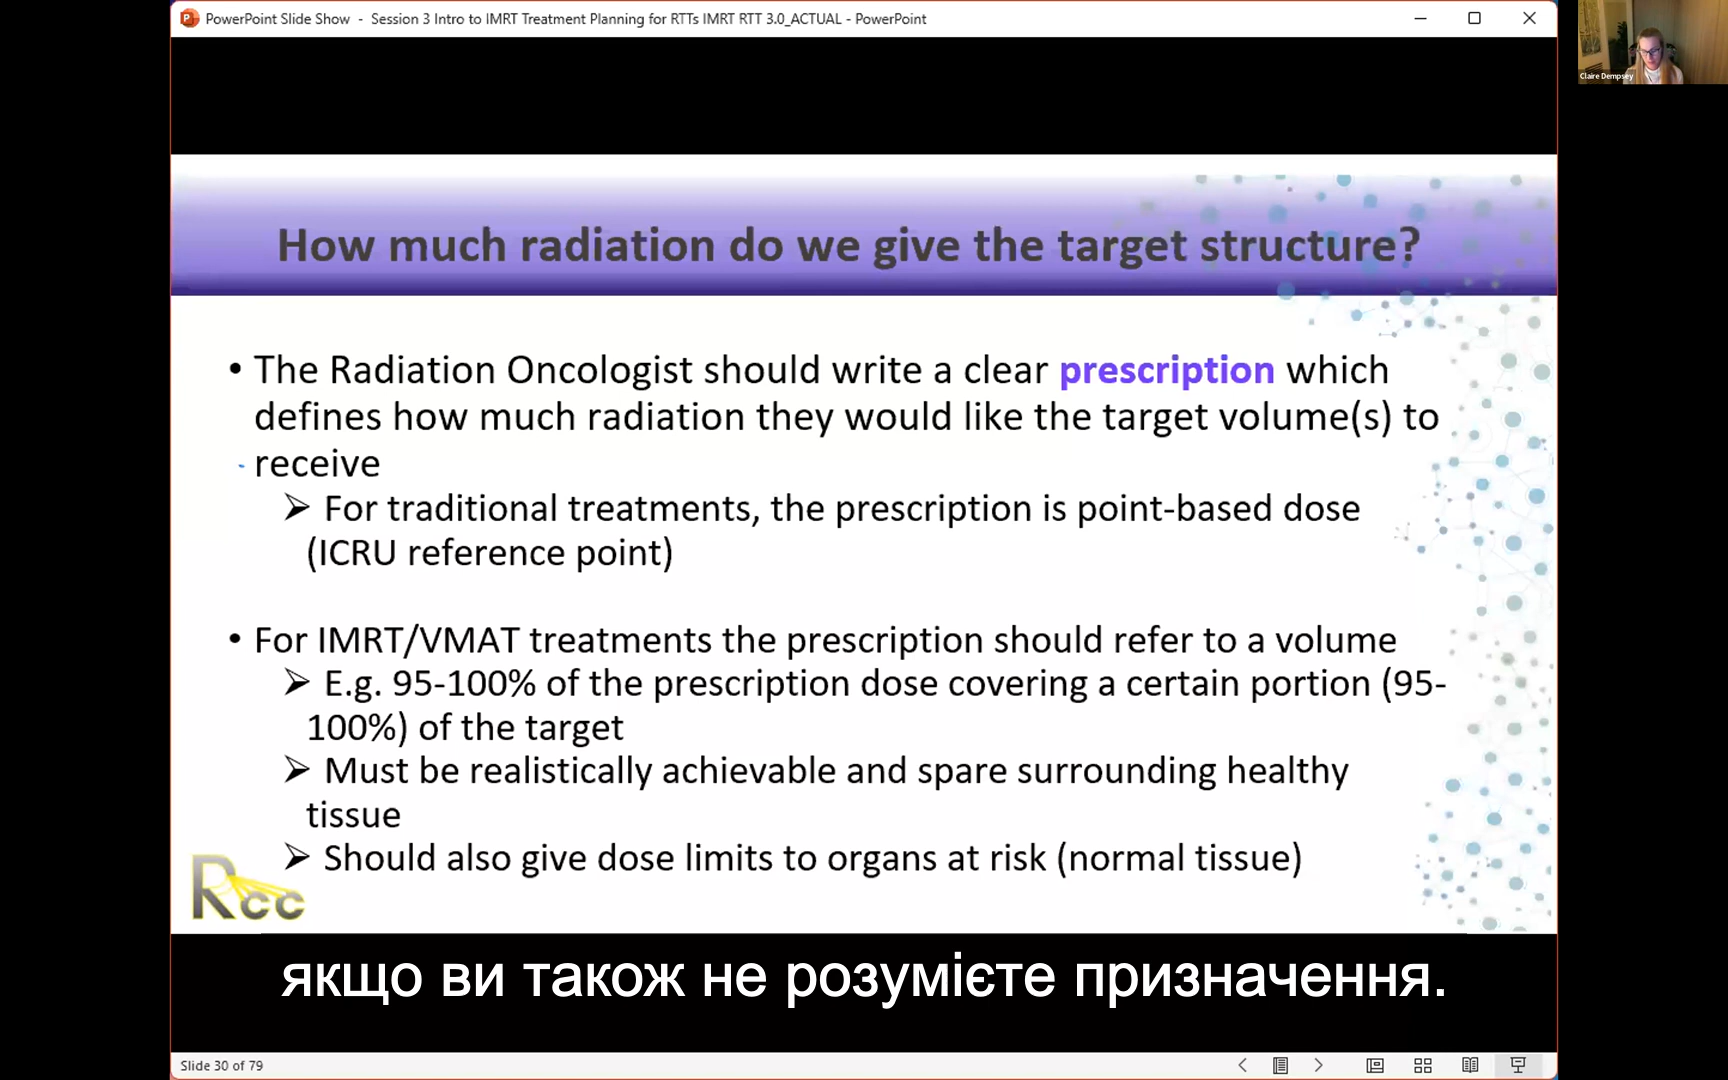 PowerPoint Slide Show - Session 3 Intro to IMRT Treatment Planning for RTTs IMRT RTT 3.0_ACTUAL - PowerPoint
Claire Dempsey
How much radiation do we give the target structure?
• The Radiation Oncologist should write a clear prescription which
defines how much radiation they would like the target volume(s) to
receive
➢ For traditional treatments, the prescription is point-based dose
(ICRU reference point)
• For IMRT/VMAT treatments the prescription should refer to a volume
➢ E.g. 95-100% of the prescription dose covering a certain portion (95-
100%) of the target
➢ Must be realistically achievable and spare surrounding healthy
tissue
➢ Should also give dose limits to organs at risk (normal tissue)
Rcc
якщо ви також не розумієте призначення.
Slide 30 of 79